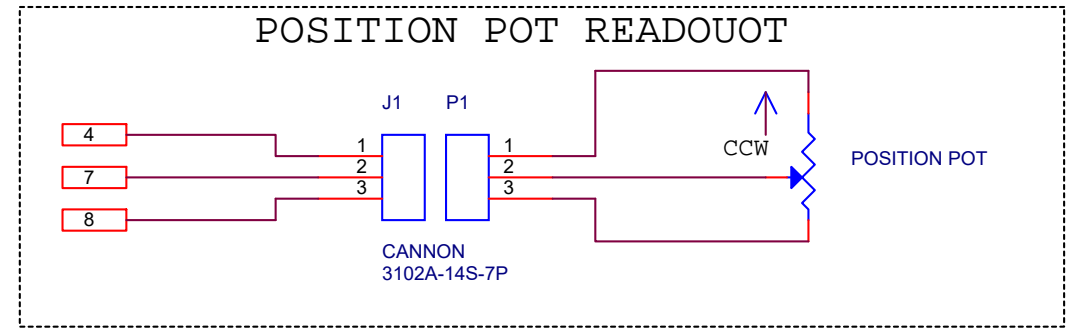 POSITION POT READOUOT
J1 P1
4
7
8
1
2
3
1
2
3
CCW
POSITION POT
CANNON
3102A-14S-7P